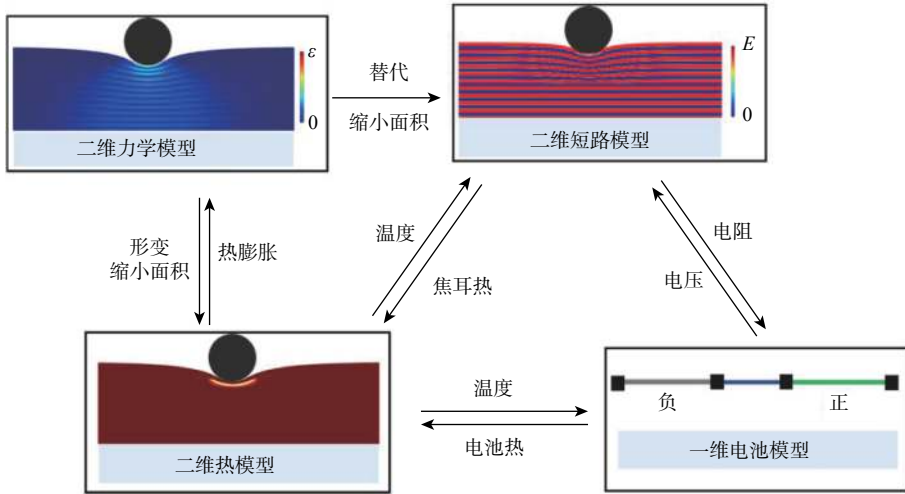 ε
0
二维力学模型
替代
缩小面积
E
0
二维短路模型
形变
缩小面积
热膨胀
温度
焦耳热
电阻
电压
二维热模型
温度
电池热
负
正
一维电池模型